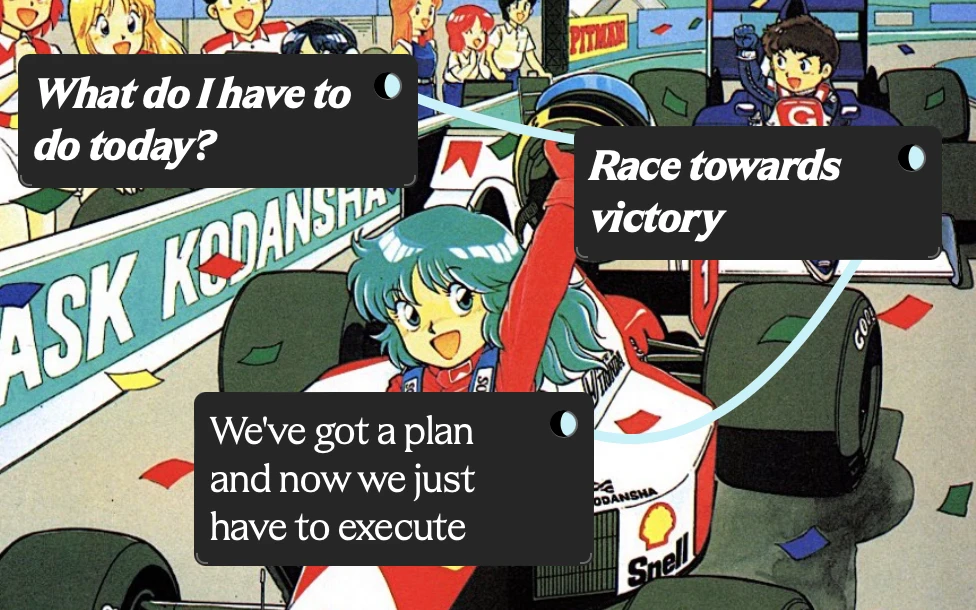 What do I have to
do today?
PITMAN
Race towards
victory
ASK KODANSHA
G
We've got a plan
and now we just
have to execute
KODANSHA
Snell